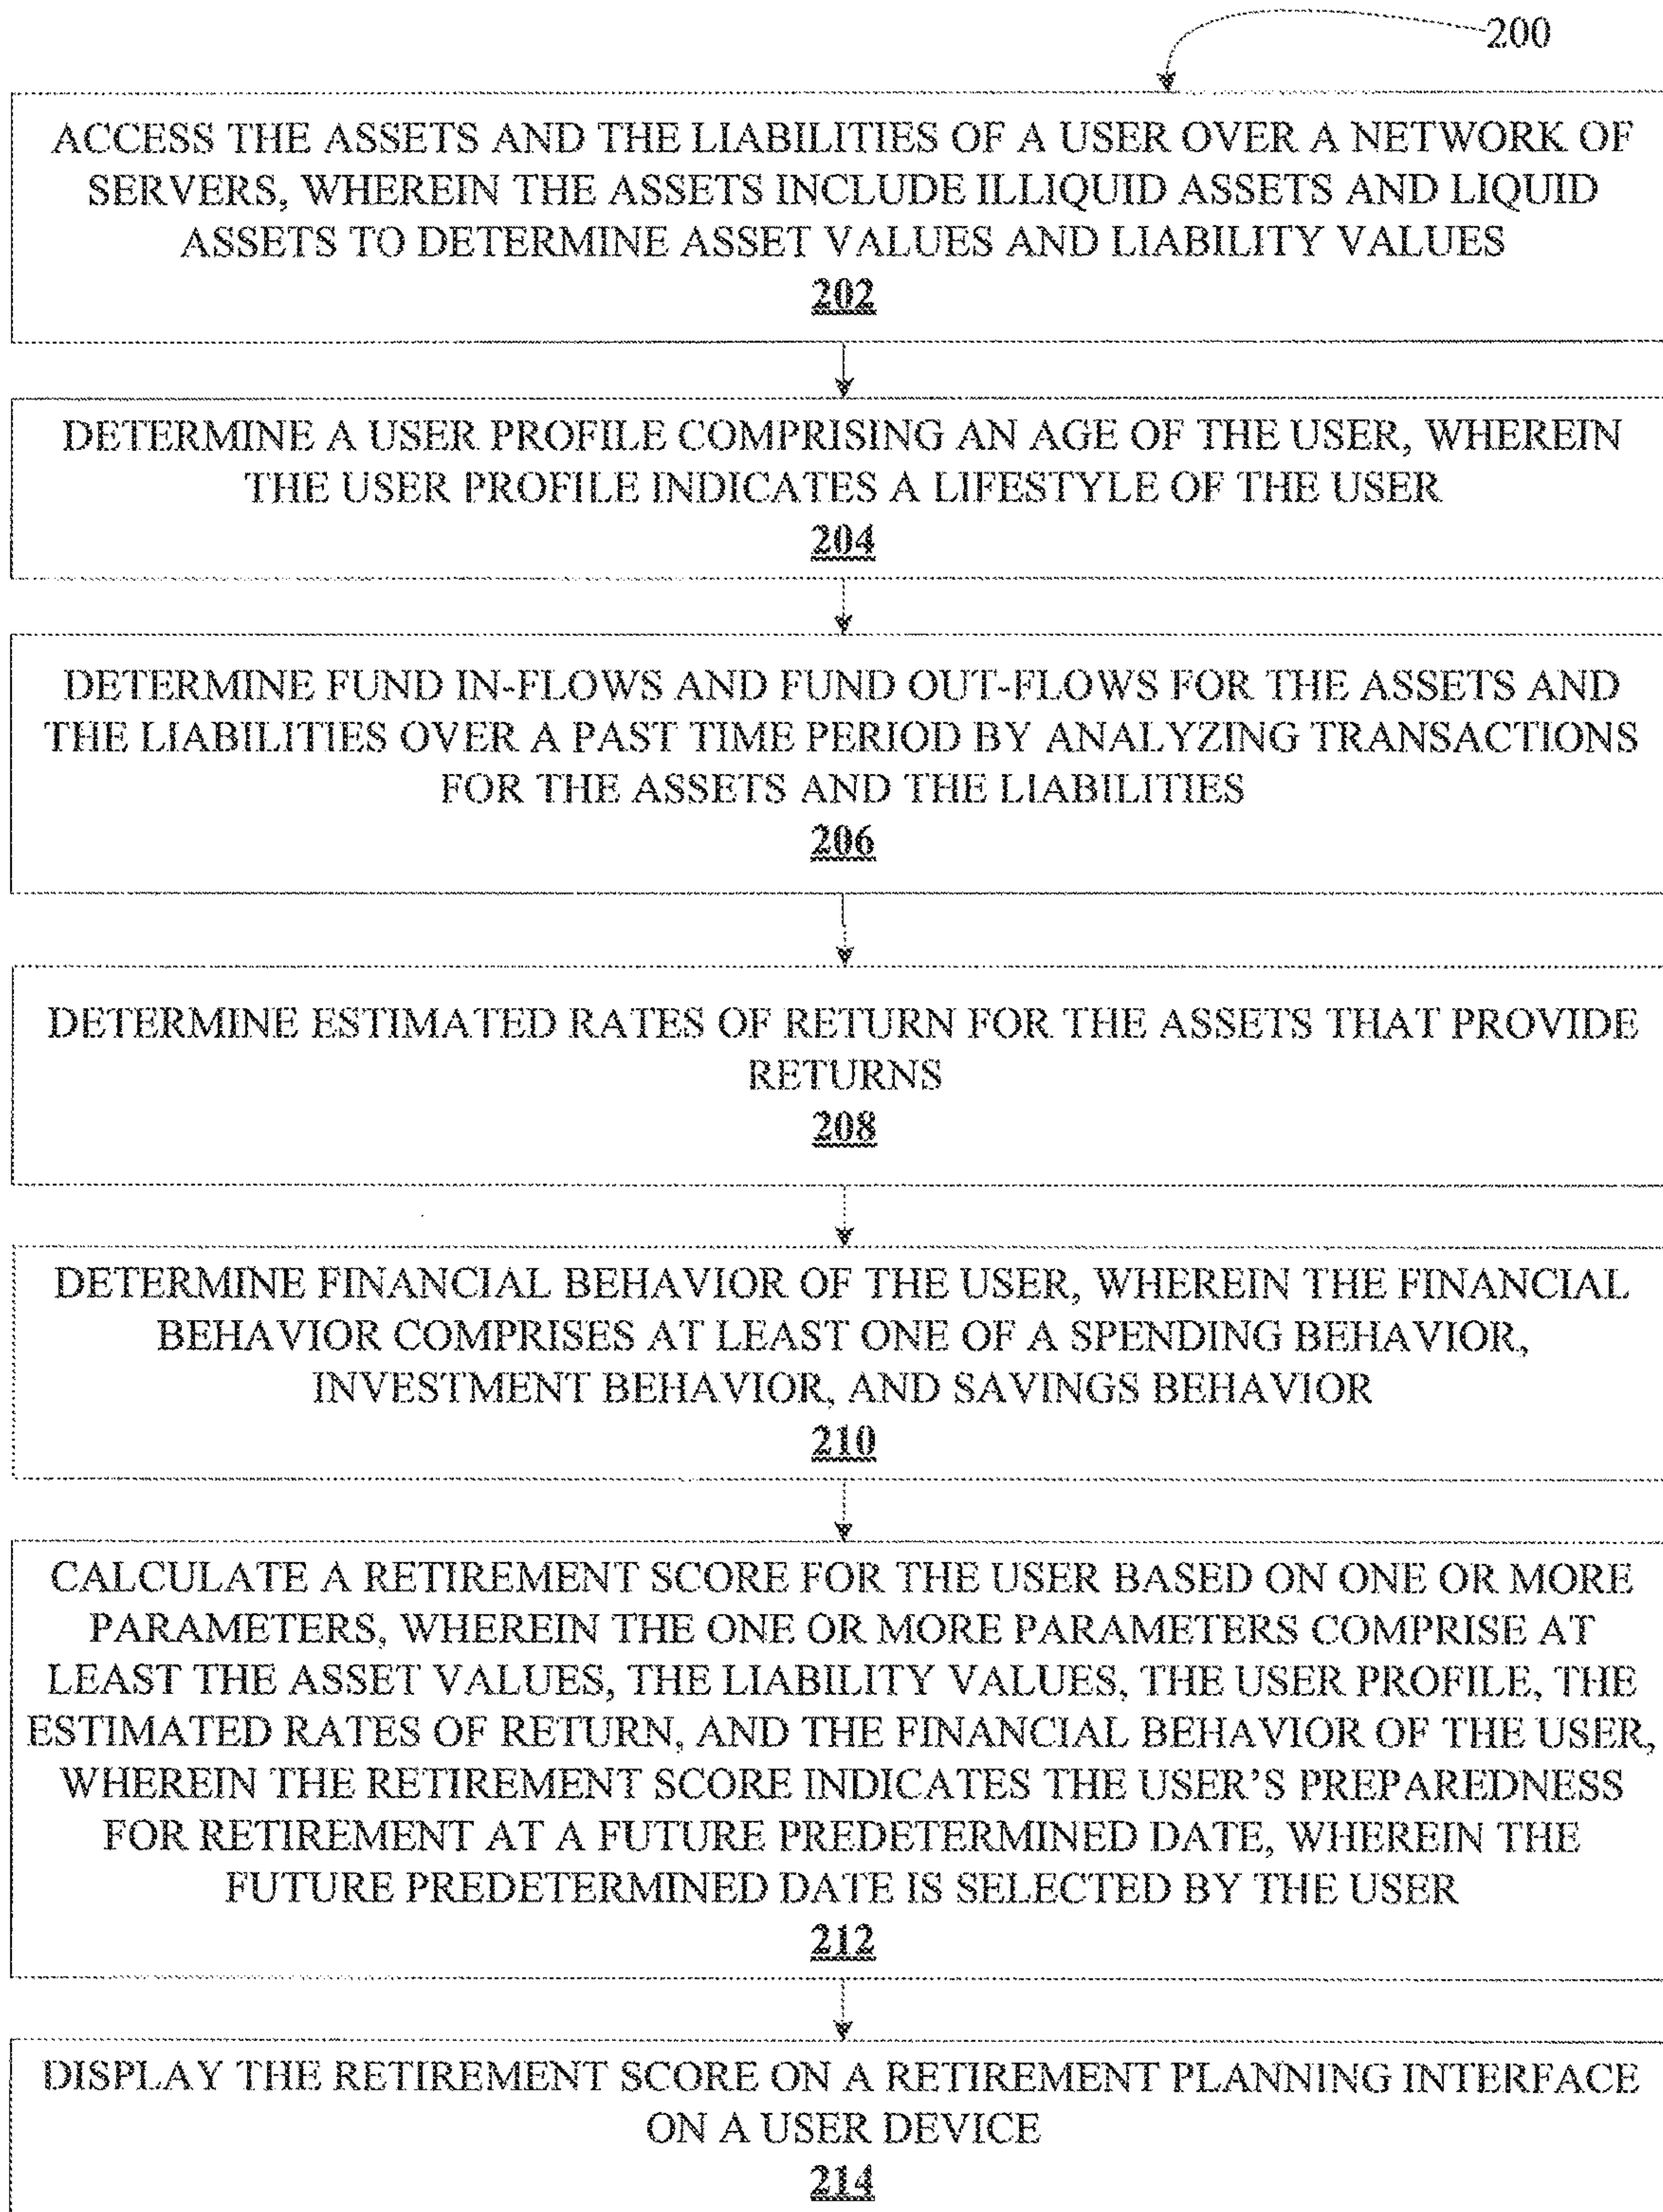 200
ACCESS THE ASSETS AND THE LIABILITIES OF A USER OVER A NETWORK OF
SERVERS, WHEREIN THE ASSETS INCLUDE ILLIQUID ASSETS AND LIQUID
ASSETS TO DETERMINE ASSET VALUES AND LIABILITY VALUES
202
DETERMINE A USER PROFILE COMPRISING AN AGE OF THE USER, WHEREIN
THE USER PROFILE INDICATES A LIFESTYLE OF THE USER
204
DETERMINE FUND IN-FLOWS AND FUND OUT-FLOWS FOR THE ASSETS AND
THE LIABILITIES OVER A PAST TIME PERIOD BY ANALYZING TRANSACTIONS
FOR THE ASSETS AND THE LIABILITIES
206
DETERMINE ESTIMATED RATES OF RETURN FOR THE ASSETS THAT PROVIDE
RETURNS
208
DETERMINE FINANCIAL BEHAVIOR OF THE USER, WHEREIN THE FINANCIAL
BEHAVIOR COMPRISES AT LEAST ONE OF A SPENDING BEHAVIOR,
INVESTMENT BEHAVIOR, AND SAVINGS BEHAVIOR
210
CALCULATE A RETIREMENT SCORE FOR THE USER BASED ON ONE OR MORE
PARAMETERS, WHEREIN THE ONE OR MORE PARAMETERS COMPRISE AT
LEAST THE ASSET VALUES, THE LIABILITY VALUES, THE USER PROFILE, THE
ESTIMATED RATES OF RETURN, AND THE FINANCIAL BEHAVIOR OF THE USER,
WHEREIN THE RETIREMENT SCORE INDICATES THE USER'S PREPAREDNESS
FOR RETIREMENT AT A FUTURE PREDETERMINED DATE, WHEREIN THE
FUTURE PREDETERMINED DATE IS SELECTED BY THE USER
212
DISPLAY THE RETIREMENT SCORE ON A RETIREMENT PLANNING INTERFACE
ON A USER DEVICE
214